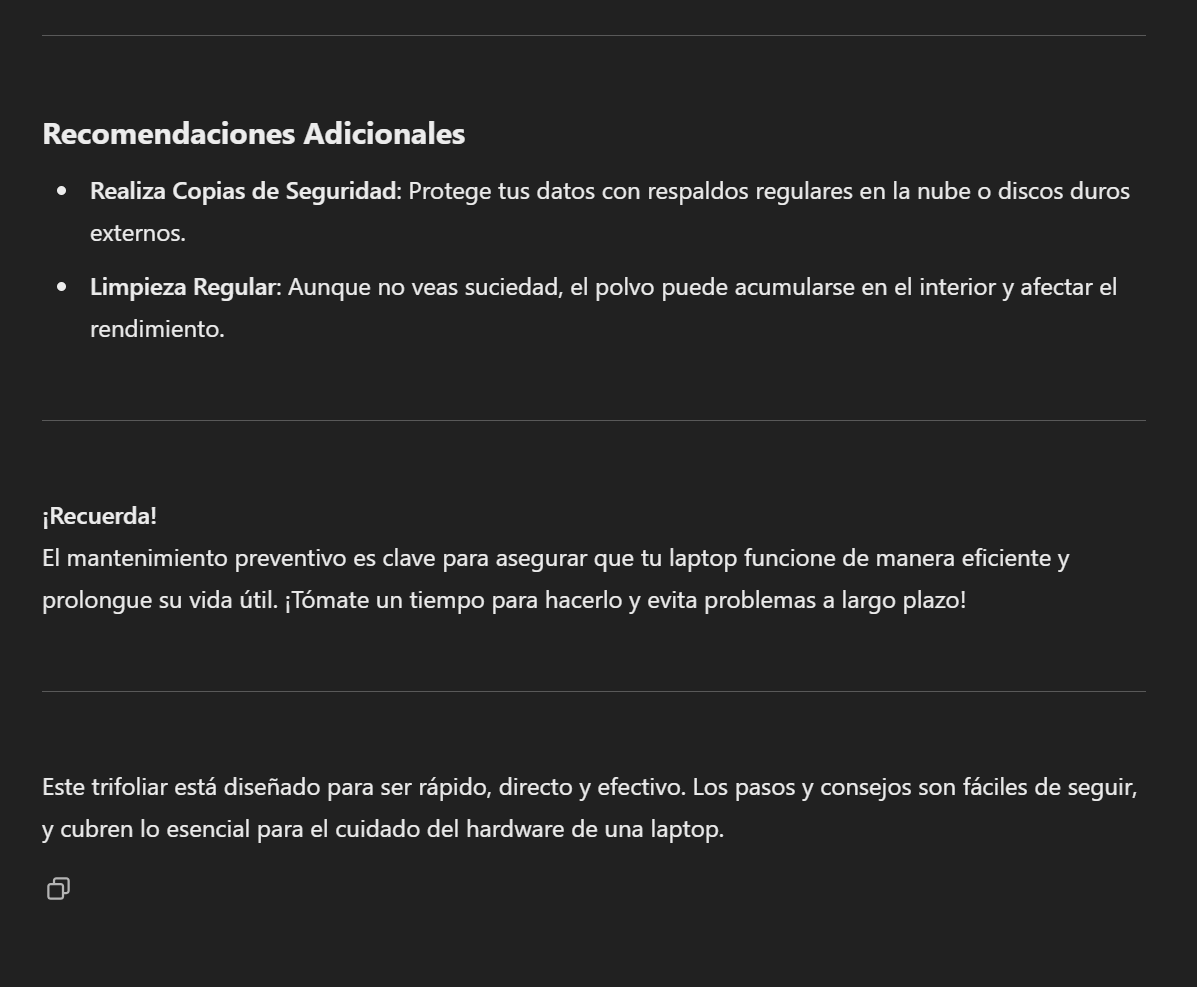 Recomendaciones Adicionales
Realiza Copias de Seguridad: Protege tus datos con respaldos regulares en la nube o discos duros
externos.
Limpieza Regular: Aunque no veas suciedad, el polvo puede acumularse en el interior y afectar el
rendimiento.
¡Recuerda!
El mantenimiento preventivo es clave para asegurar que tu laptop funcione de manera eficiente y
prolongue su vida útil. ¡Tómate un tiempo para hacerlo y evita problemas a largo plazo!
Este trifoliar está diseñado para ser rápido, directo y efectivo. Los pasos y consejos son fáciles de seguir,
y cubren lo esencial para el cuidado del hardware de una laptop.